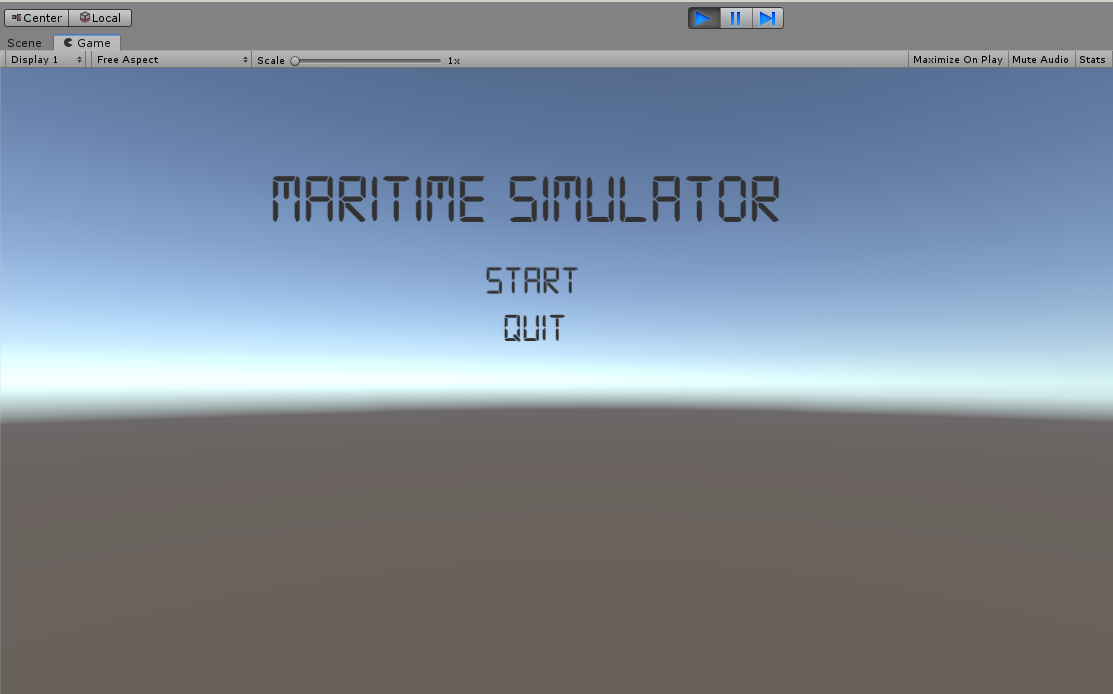 Center Local
Scene Game
Display 1 Free Aspect Scale 1x Maximize On Play Mute Audio Stats
MARITIME SIMULATOR
START
QUIT